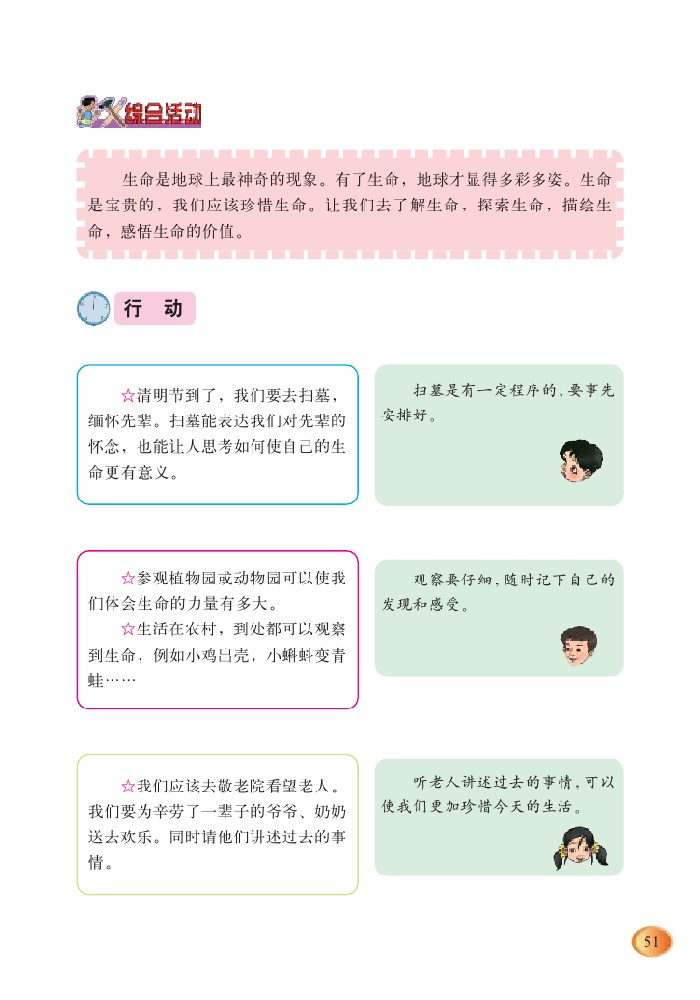 综合活动
生命是地球上最神奇的现象。有了生命，地球才显得多彩多姿。生命
是宝贵的，我们应该珍惜生命。让我们去了解生命，探索生命，描绘生
命，感悟生命的价值。
行 动
☆清明节到了，我们要去扫墓，
缅怀先辈。扫墓能表达我们对先辈的
怀念，也能让人思考如何使自己的生
命更有意义。
扫墓是有一定程序的，要事先
安排好。
☆参观植物园或动物园可以使我
们体会生命的力量有多大。
☆生活在农村，到处都可以观察
到生命，例如小鸡出壳，小蝌蚪变青
蛙……
观察要仔细，随时记下自己的
发现和感受。
☆我们应该去敬老院看望老人。
我们要为辛劳了一辈子的爷爷、奶奶
送去欢乐。同时请他们讲述过去的事
情。
听老人讲述过去的事情，可以
使我们更加珍惜今天的生活。
51